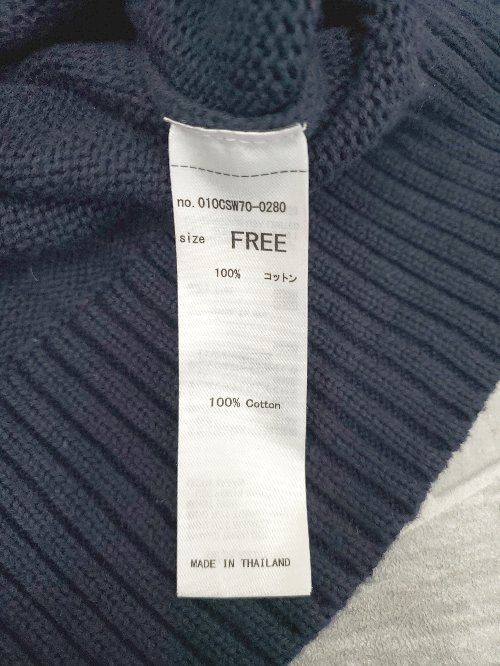 no.010CSW70-0280
size FREE
100% コットン
100% Cotton
MADE IN THAILAND